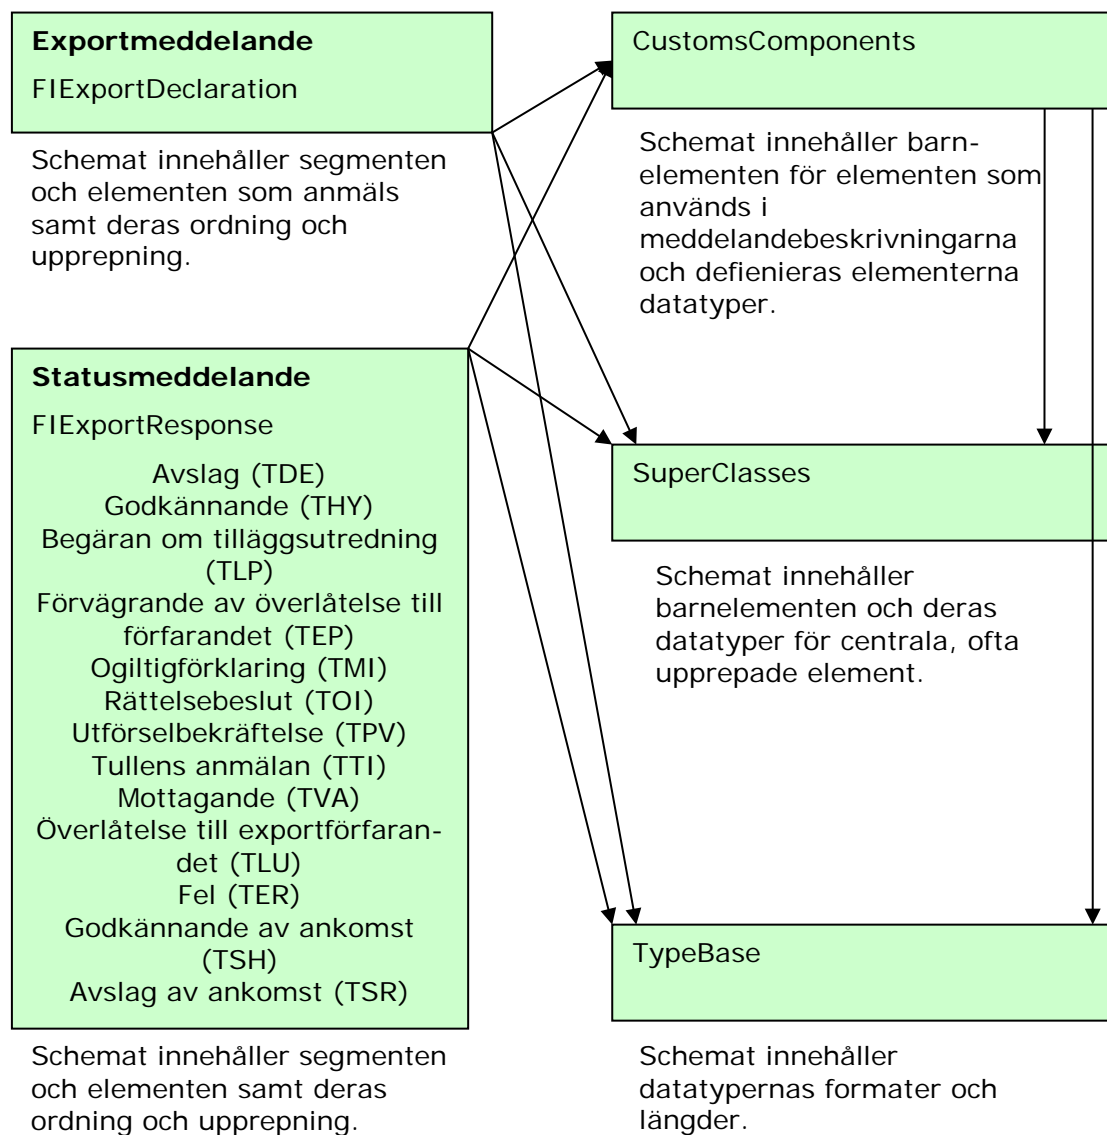 Exportmeddelande
FIExportDeclaration
Schemat innehåller segmenten
och elementen som anmäls
samt deras ordning och
upprepning.
Statusmeddelande
FIExportResponse
Avslag (TDE)
Godkännande (THY)
Begäran om tilläggsutredning
(TLP)
Förvägrande av överlåtelse till
förfarandet (TEP)
Ogiltigförklaring (TMI)
Rättelsebeslut (TOI)
Utförselbekräftelse (TPV)
Tullens anmälan (TTI)
Mottagande (TVA)
Överlåtelse till exportförfaran-
det (TLU)
Fel (TER)
Godkännande av ankomst
(TSH)
Avslag av ankomst (TSR)
Schemat innehåller segmenten
och elementen samt deras
ordning och upprepning.
CustomsComponents
Schemat innehåller barn-
elementen för elementen som
används i
meddelandebeskrivningarna
och defienieras elementerna
datatyper.
SuperClasses
Schemat innehåller
barnelementen och deras
datatyper för centrala, ofta
upprepade element.
TypeBase
Schemat innehåller
datatypernas formater och
längder.